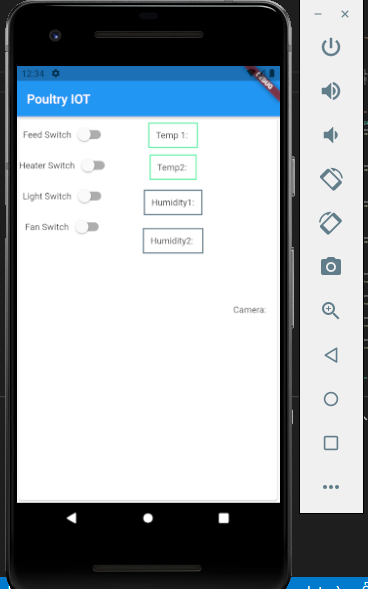 12:34
DEBUG
Poultry IOT
Feed Switch
Temp 1:
Heater Switch
Temp2:
Light Switch
Humidity1:
Fan Switch
Humidity2:
Camera: